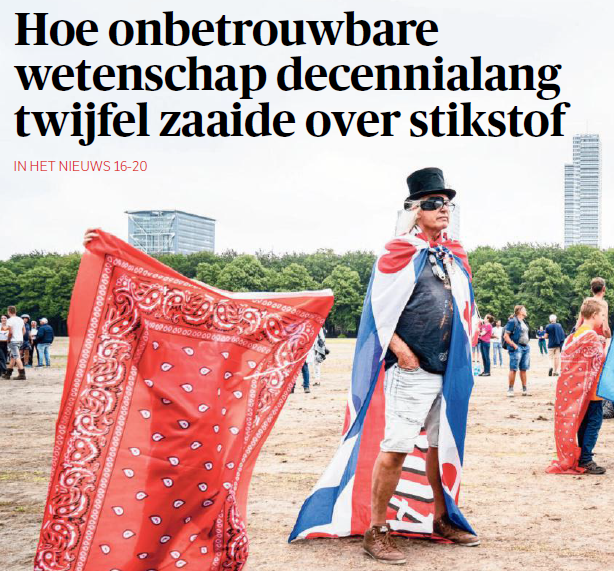 Hoe onbetrouwbare
wetenschap decennialang
twijfel zaaide over stikstof
IN HET NIEUWS 16-20